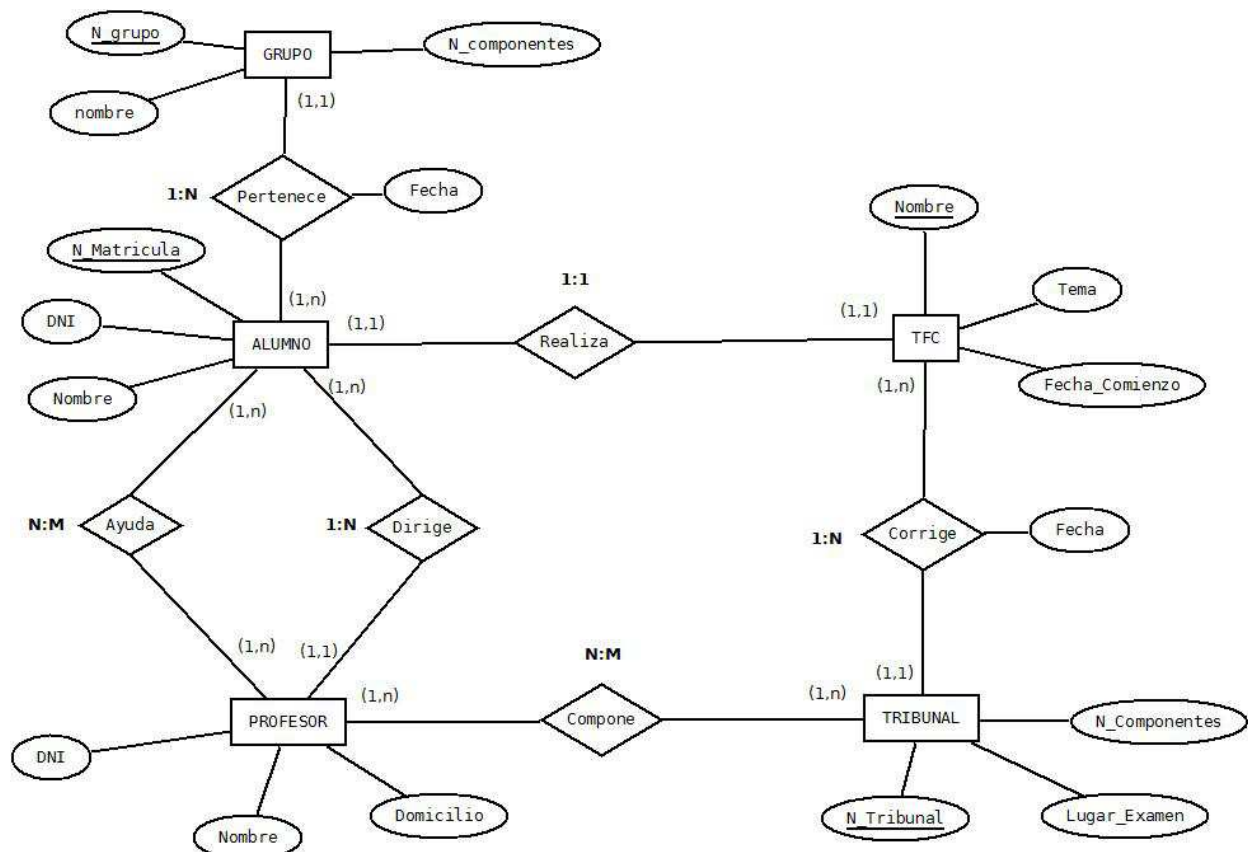 N_grupo
GRUPO
N_componentes
nombre
(1,1)
1:N
Pertenece
Fecha
Nombre
N_Matricula
1:1
Tema
(1,n)
DNI
ALUMNO
(1,1)
Realiza
(1,1)
TFC
Nombre
(1,n)
(1,n)
(1,n)
Fecha_Comienzo
N:M
Ayuda
1:N
Dirige
1:N
Corrige
Fecha
(1,n)
(1,1)
N:M
(1,1)
(1,n)
(1,n)
PROFESOR
Compone
TRIBUNAL
N_Componentes
DNI
Nombre
Domicilio
N_Tribunal
Lugar_Examen